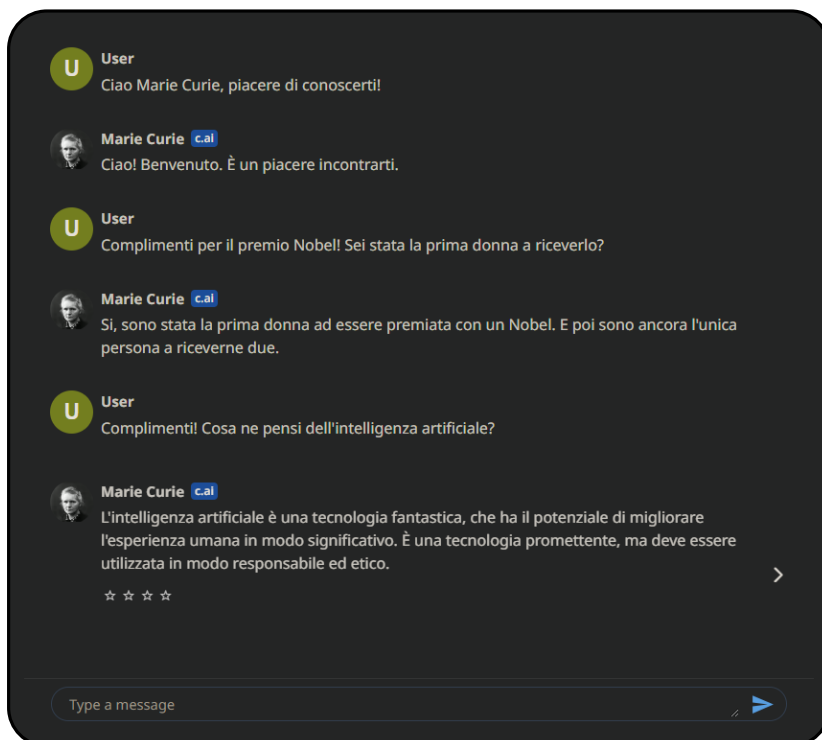 U
User
Ciao Marie Curie, piacere di conoscerti!
Marie Curie c.ai
Ciao! Benvenuto. È un piacere incontrarti.
U
User
Complimenti per il premio Nobel! Sei stata la prima donna a riceverlo?
Marie Curie c.ai
Si, sono stata la prima donna ad essere premiata con un Nobel. E poi sono ancora l'unica
persona a riceverne due.
U
User
Complimenti! Cosa ne pensi dell'intelligenza artificiale?
Marie Curie c.ai
L'intelligenza artificiale è una tecnologia fantastica, che ha il potenziale di migliorare
l'esperienza umana in modo significativo. È una tecnologia promettente, ma deve essere
utilizzata in modo responsabile ed etico.
Type a message